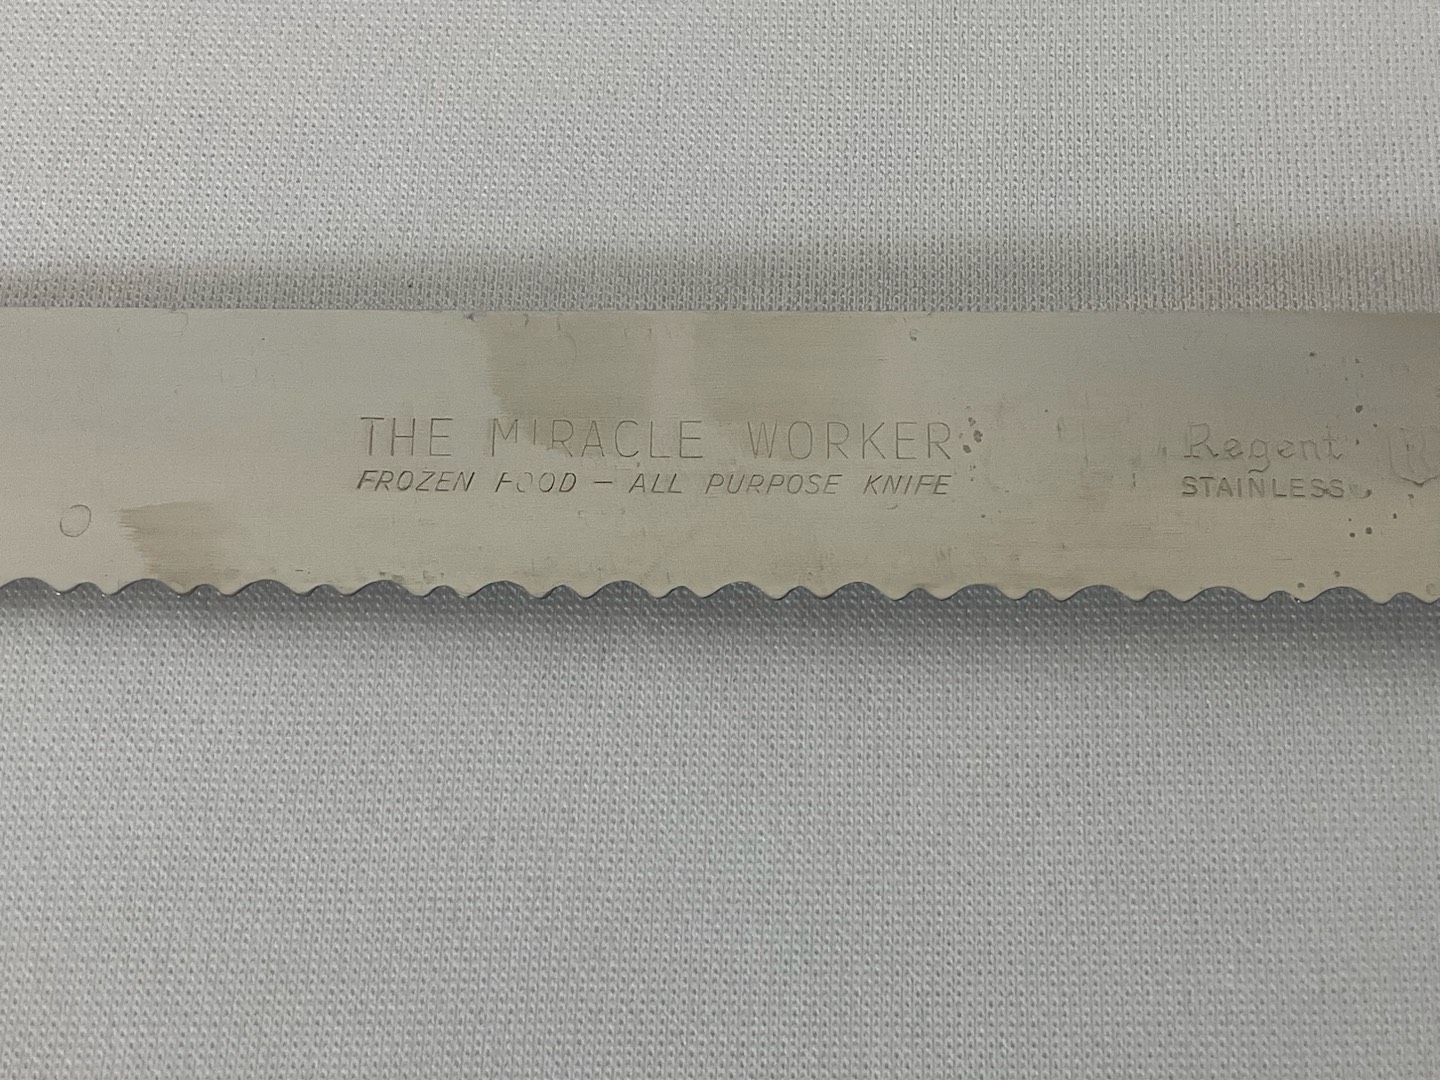 THE MIRACLE WORKER
FROZEN FOOD — ALL PURPOSE KNIFE
Regent
STAINLESS
R